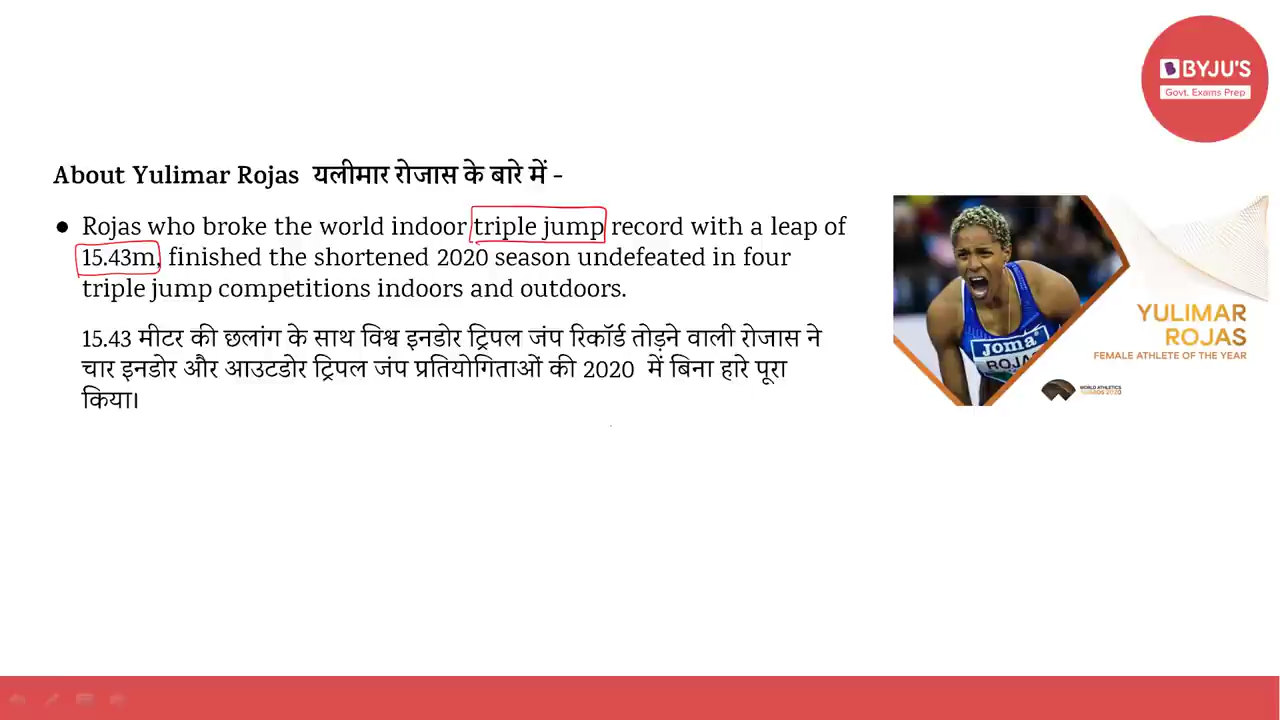 BYJU'S
Govt. Exams Prep
About Yulimar Rojas यलीमार रोजास के बारे में -
● Rojas who broke the world indoor triple jump record with a leap of
15.43m, finished the shortened 2020 season undefeated in four
triple jump competitions indoors and outdoors.
15.43 मीटर की छलांग के साथ विश्व इनडोर ट्रिपल जंप रिकॉर्ड तोड़ने वाली रोजास ने
चार इनडोर और आउटडोर ट्रिपल जंप प्रतियोगिताओं की 2020 में बिना हारे पूरा
किया।
joma
ROJAS
YULIMAR
ROJAS
FEMALE ATHLETE OF THE YEAR
WORLD ATHLETICS
AWARDS 2020